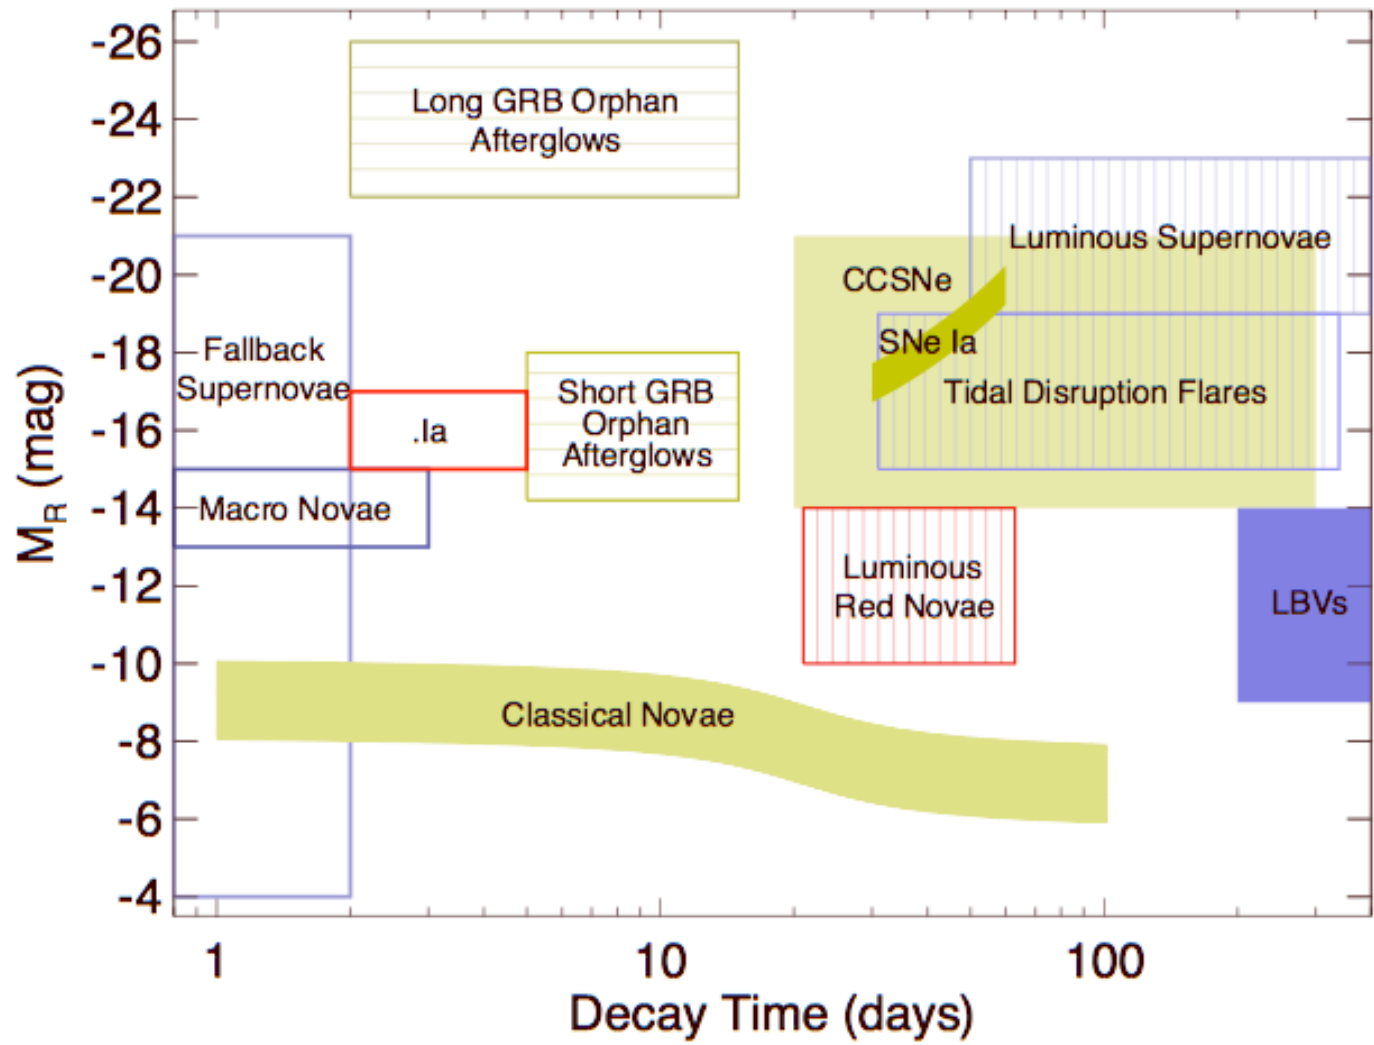 -26
-24
-22
-20
-18
-16
-14
-12
-10
-8
-6
-4
M_R (mag)
Long GRB Orphan
Afterglows
Luminous Supernovae
CCSNe
SNe Ia
Tidal Disruption Flares
Fallback
Supernovae
.Ia
Short GRB
Orphan
Afterglows
Macro Novae
Luminous
Red Novae
LBVs
Classical Novae
1
10
100
Decay Time (days)